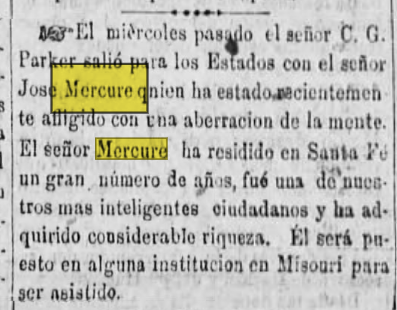 ☞El miércoles pasado el señor C. G.
Parker salió para los Estados con el señor
José Mercure quien ha estado recientemen
te afligido con una aberracion de la mente.
El señor Mercure ha residido en Santa Fé
un gran número de años, fué una de nues-
tros mas inteligentes ciudadanos y ha ad-
quirido considerable riqueza. Él será pu-
esto en alguna institucion en Misouri para
ser asistido.